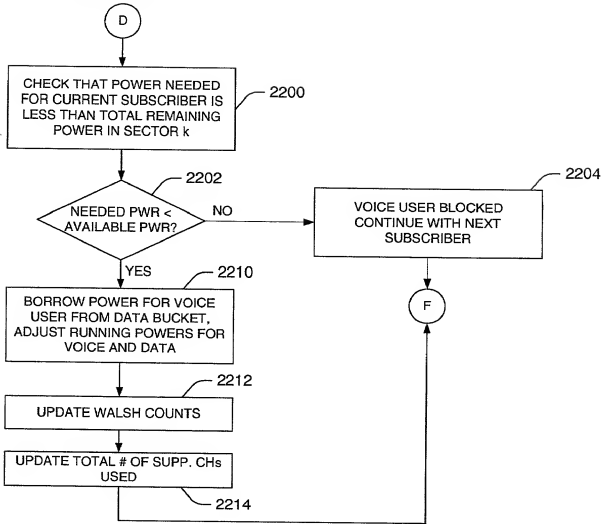 D
CHECK THAT POWER NEEDED
FOR CURRENT SUBSCRIBER IS
LESS THAN TOTAL REMAINING
POWER IN SECTOR k
2200
2202
NEEDED PWR <
AVAILABLE PWR?
NO
YES
2204
VOICE USER BLOCKED
CONTINUE WITH NEXT
SUBSCRIBER
F
2210
BORROW POWER FOR VOICE
USER FROM DATA BUCKET,
ADJUST RUNNING POWERS FOR
VOICE AND DATA
2212
UPDATE WALSH COUNTS
UPDATE TOTAL # OF SUPP. CHs
USED
2214